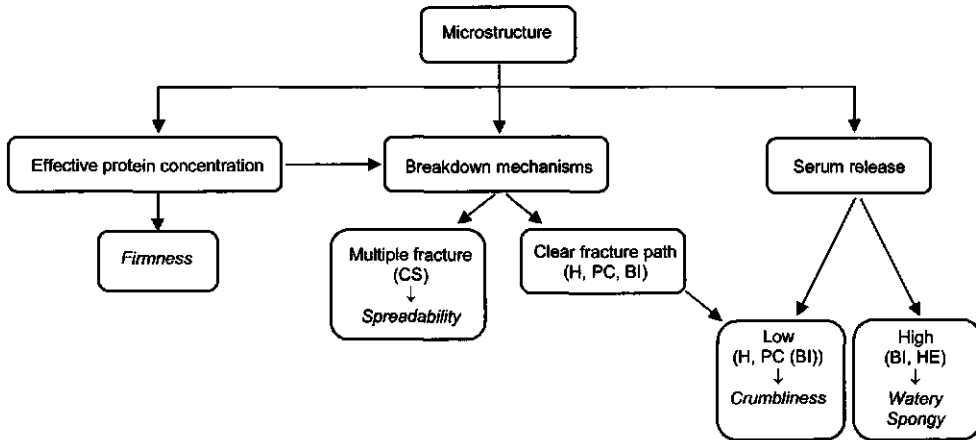 Microstructure
Effective protein concentration
Breakdown mechanisms
Serum release
Firmness
Multiple fracture
(CS)
↓
Spreadability
Clear fracture path
(H, PC, BI)
Low
(H, PC (BI))
↓
Crumbliness
High
(BI, HE)
↓
Watery
Spongy